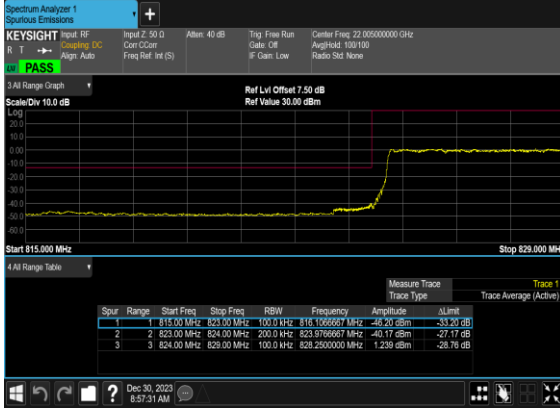 Spectrum Analyzer 1
Spurious Emissions
KEYSIGHT Input: RF Input Z: 50 Ω Atten: 40 dB Trig: Free Run Center Freq: 22.005000000 GHz
R T Coupling: DC Corr CCorr Gate: Off Avg|Hold: 100/100
Align: Auto Freq Ref: Int (S) IF Gain: Low Radio Std: None
LXI PASS
3.All Range Graph
Ref Lvl Offset 7.50 dB
Scale/Div 10.0 dB Ref Value 30.00 dBm
Log
20.0
10.0
0.00
-10.0
-20.0
-30.0
-40.0
-50.0
-60.0
Start 815.000 MHz Stop 829.000 MH
4.All Range Table
Measure Trace Trace 1
Trace Type Trace Average (Active)
Spur Range Start Freq Stop Freq RBW Frequency Amplitude ΔLimit
1 1 815.00 MHz 823.00 MHz 100.0 kHz 816.1066667 MHz -46.20 dBm -33.20 dB
2 2 823.00 MHz 824.00 MHz 200.0 kHz 823.9766667 MHz -40.17 dBm -27.17 dB
3 3 824.00 MHz 829.00 MHz 100.0 kHz 828.2500000 MHz 1.239 dBm -28.76 dB
Dec 30, 2023
8:57:31 AM